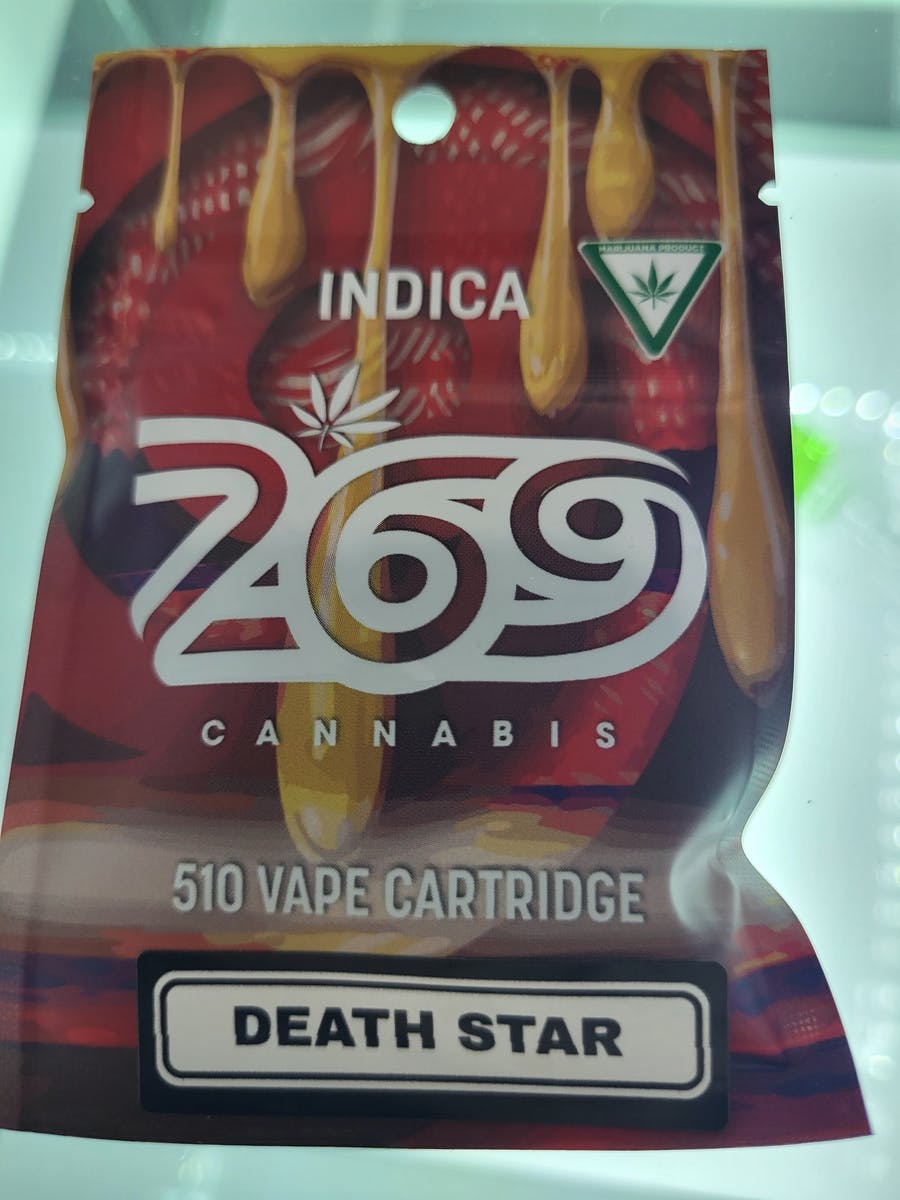 INDICA
MARIJUANA PRODUCT
269
CANNABIS
510 VAPE CARTRIDGE
DEATH STAR